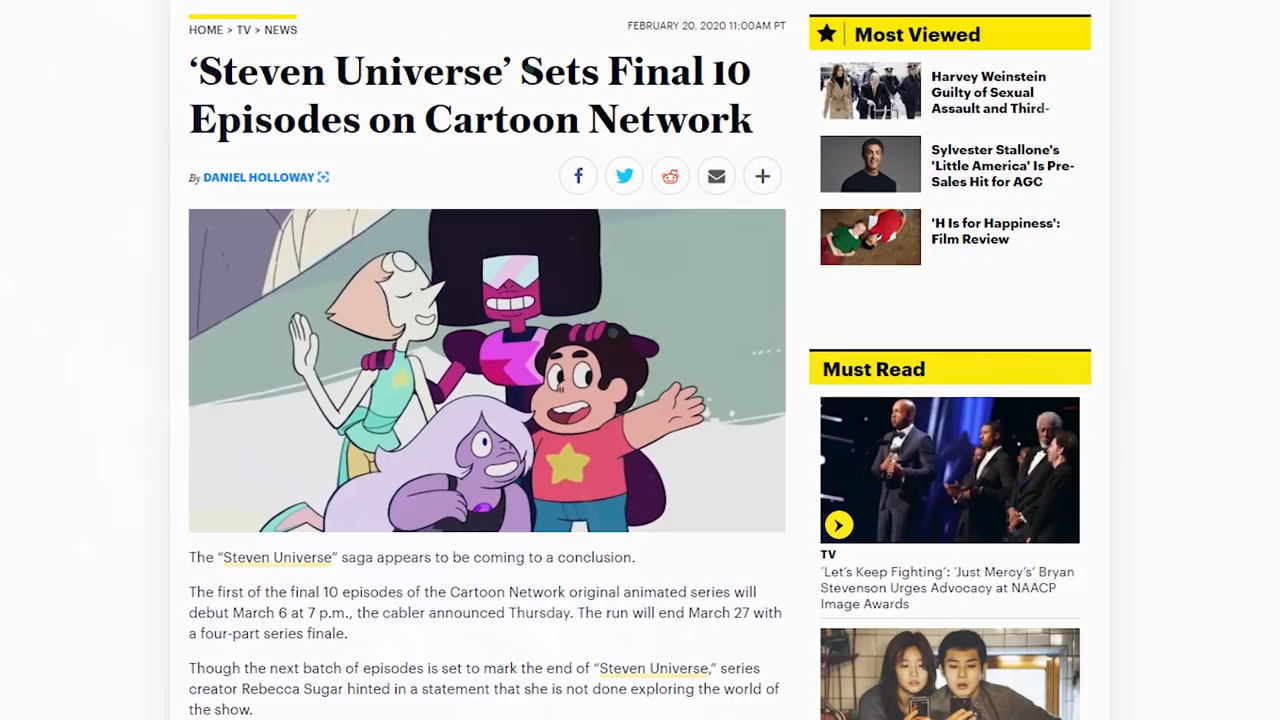 HOME > TV > NEWS
FEBRUARY 20, 2020 11:00AM PT
‘Steven Universe’ Sets Final 10
Episodes on Cartoon Network
By DANIEL HOLLOWAY
The “Steven Universe” saga appears to be coming to a conclusion.
The first of the final 10 episodes of the Cartoon Network original animated series will
debut March 6 at 7 p.m., the cabler announced Thursday. The run will end March 27 with
a four-part series finale.
Though the next batch of episodes is set to mark the end of “Steven Universe,” series
creator Rebecca Sugar hinted in a statement that she is not done exploring the world of
the show.
Most Viewed
Harvey Weinstein
Guilty of Sexual
Assault and Third-
Sylvester Stallone's
'Little America' Is Pre-
Sales Hit for AGC
'H Is for Happiness':
Film Review
Must Read
TV
‘Let’s Keep Fighting’: ‘Just Mercy’s’ Bryan
Stevenson Urges Advocacy at NAACP
Image Awards